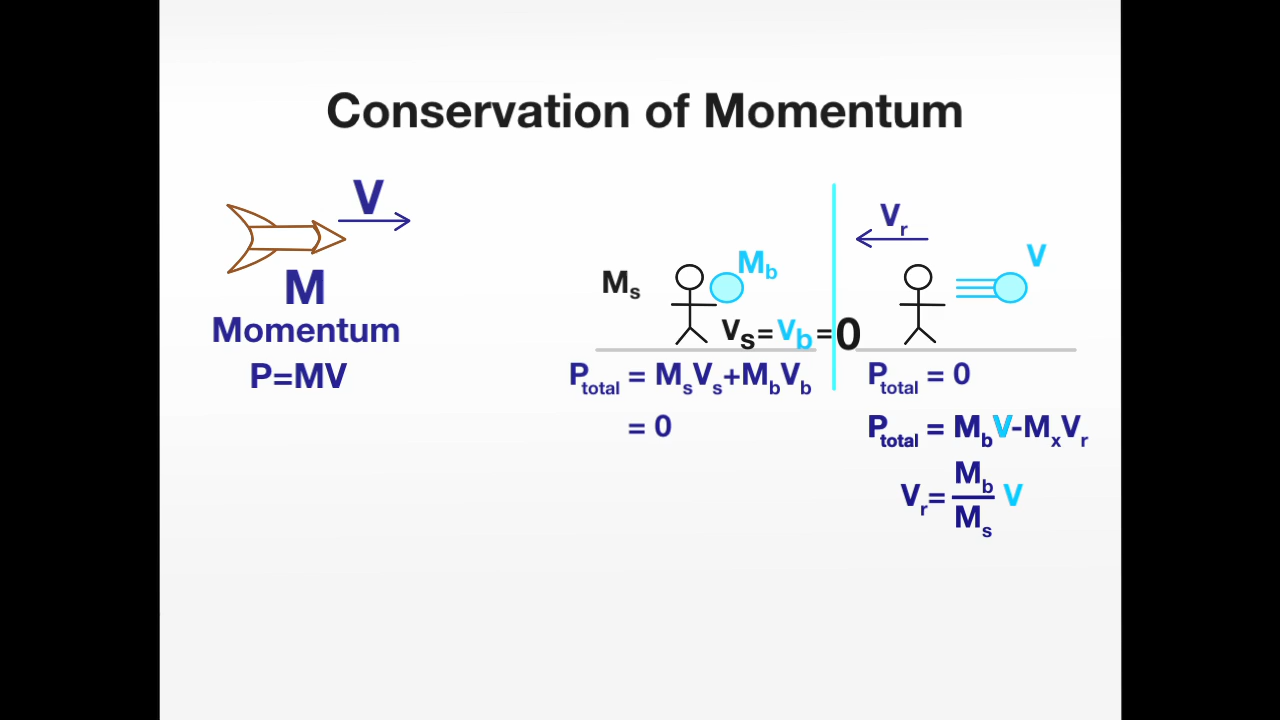 Conservation of Momentum
V
M
Momentum
P=MV
Ms
Mb
Vs=Vb=0
Ptotal = MsVs+MbVb
= 0
Vr
V
Ptotal = 0
Ptotal = MbV-MxVr
Vr= Mb
Ms
V